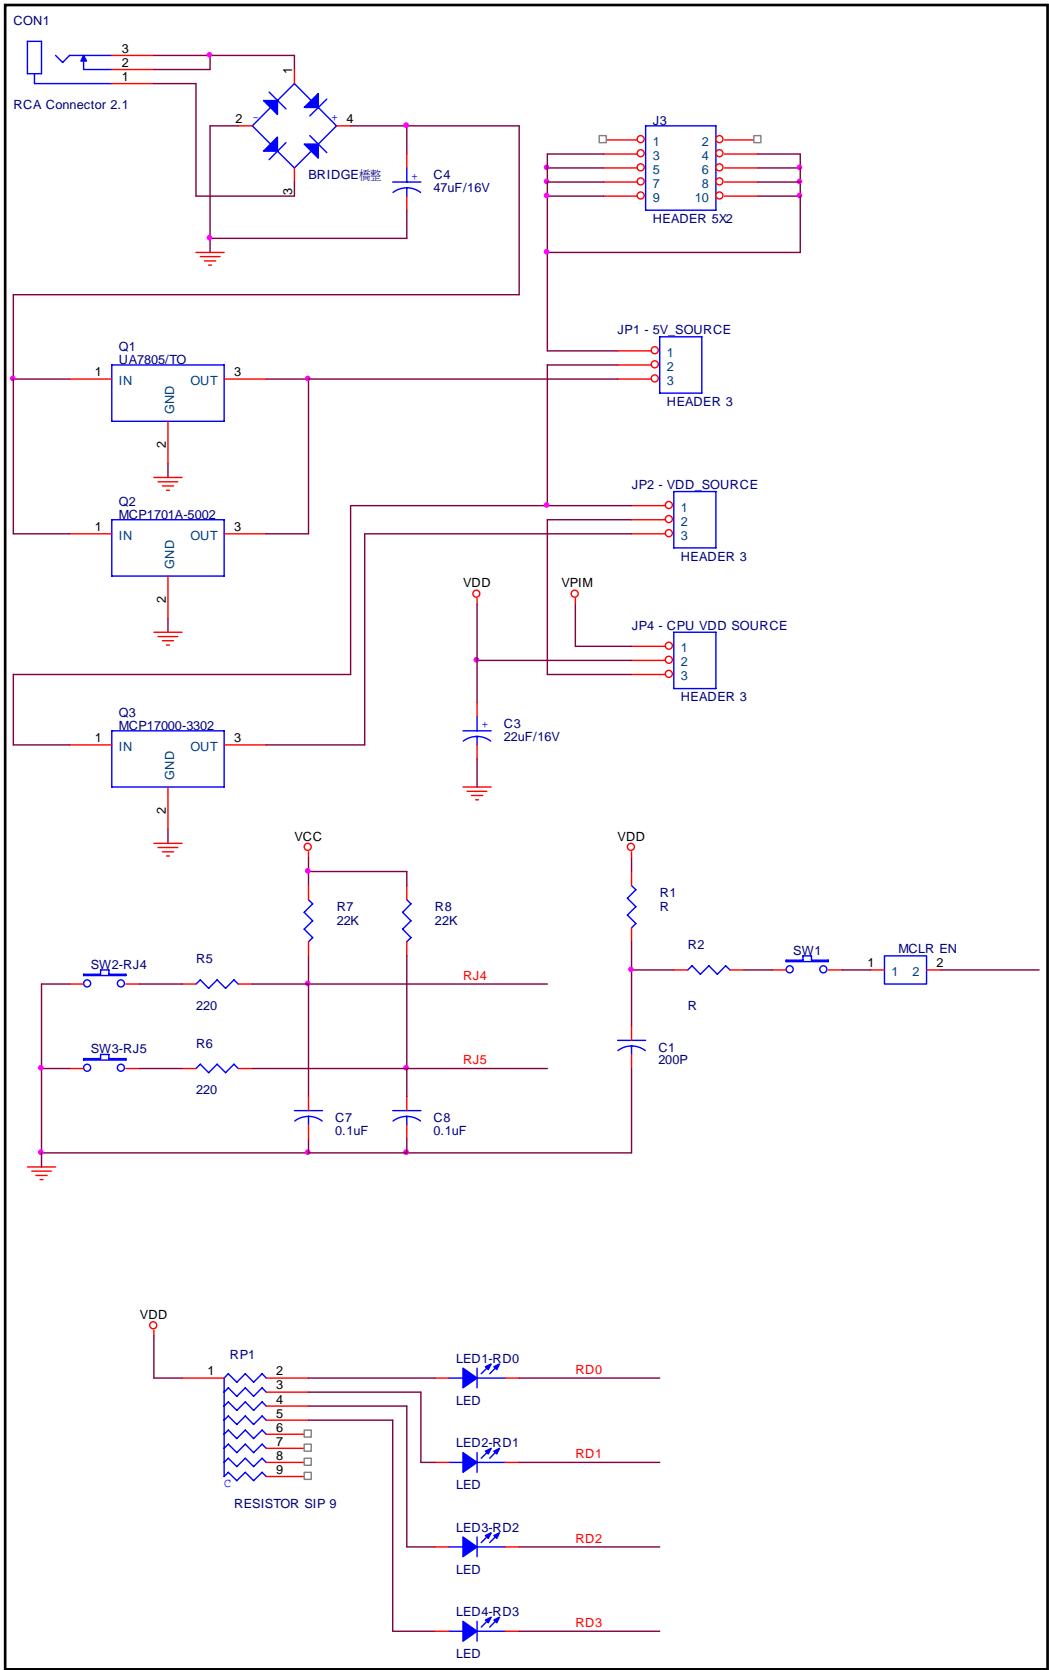 CON1
3
2
1
RCA Connector 2.1
1
2
4
3
BRIDGE橋整
C4
47uF/16V
J3
1 2
3 4
5 6
7 8
9 10
HEADER 5X2
JP1 - 5V_SOURCE
1
2
3
HEADER 3
Q1
UA7805/TO
1 IN OUT 3
GND
2
Q2
MCP1701A-5002
1 IN OUT 3
GND
2
JP2 - VDD_SOURCE
1
2
3
HEADER 3
VDD
VPIM
JP4 - CPU VDD SOURCE
1
2
3
HEADER 3
Q3
MCP17000-3302
1 IN OUT 3
GND
2
C3
22uF/16V
VCC
VDD
R7
22K
R8
22K
R1
R
R2
R
SW1
MCLR EN
1 1 2 2
SW2-RJ4
R5
220
RJ4
SW3-RJ5
R6
220
RJ5
C1
200P
C7
0.1uF
C8
0.1uF
VDD
RP1
1
2
3
4
5
6
7
8
9
C
RESISTOR SIP 9
LED1-RD0
LED
RD0
LED2-RD1
LED
RD1
LED3-RD2
LED
RD2
LED4-RD3
LED
RD3